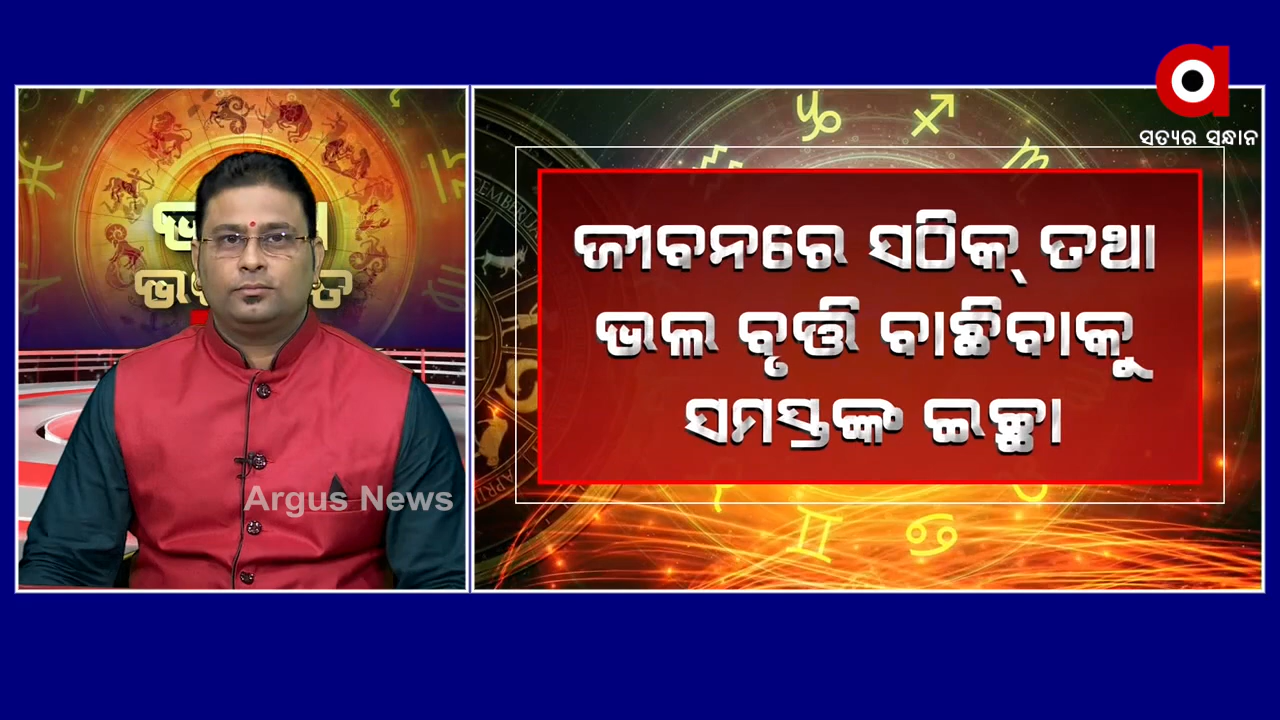 ସତ୍ୟର ସନ୍ଧାନ
ଜୀବନରେ ସଠିକ୍ ତଥା
ଭଲ ବୃତ୍ତି ବାଛିବାକୁ
ସମସ୍ତଙ୍କ ଇଚ୍ଛା
Argus News